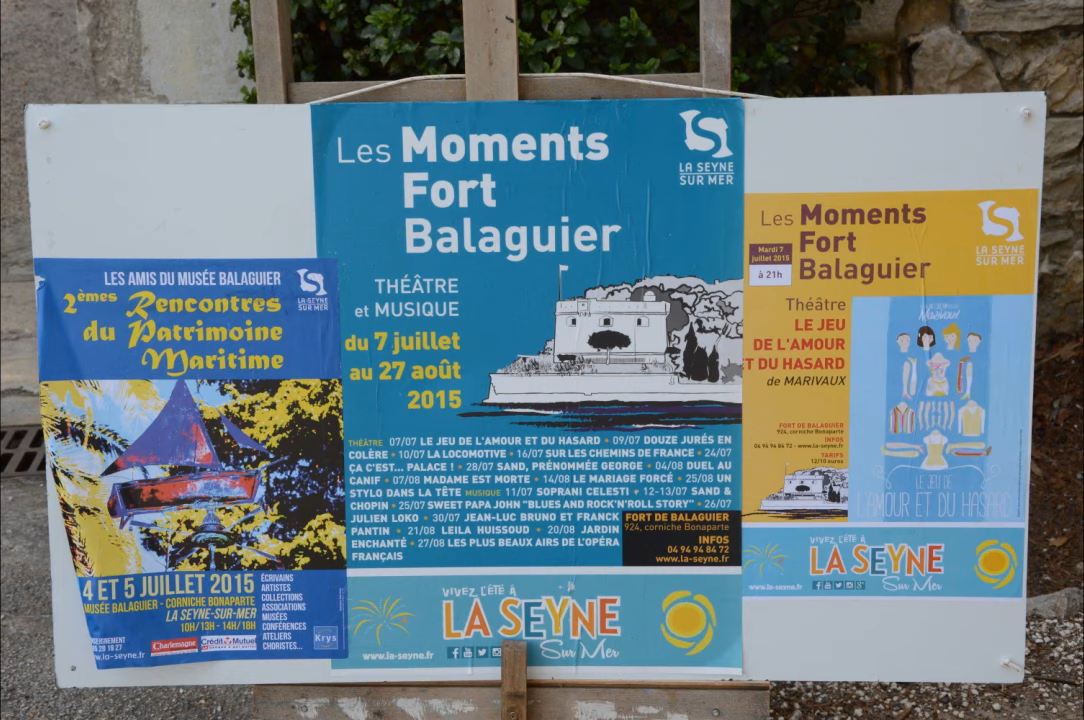 LES AMIS DU MUSÉE BALAGUIER
LA SEYNE
SUR MER
2èmes Rencontres
du Patrimoine
Maritime
4 ET 5 JUILLET 2015
MUSÉE BALAGUIER - CORNICHE BONAPARTE
LA SEYNE-SUR-MER
10H/13H - 14H/18H
ÉCRIVAINS
ARTISTES
COLLECTIONS
ASSOCIATIONS
MUSÉES
CONFÉRENCES
ATELIERS
CHORISTES...
Charlemagne
Crédit Mutuel
Krys
.la-seyne.fr
Les Moments
Fort
Balaguier
LA SEYNE
SUR MER
THÉÂTRE
et MUSIQUE
du 7 juillet
au 27 août
2015
THÉÂTRE 07/07 LE JEU DE L'AMOUR ET DU HASARD • 09/07 DOUZE JURÉS EN
COLÈRE • 10/07 LA LOCOMOTIVE • 16/07 SUR LES CHEMINS DE FRANCE • 24/07
ÇA C'EST... PALACE ! • 28/07 SAND, PRÉNOMMÉE GEORGE • 04/08 DUEL AU
CANIF • 07/08 MADAME EST MORTE • 14/08 LE MARIAGE FORCÉ • 25/08 UN
STYLO DANS LA TÊTE MUSIQUE 11/07 SOPRANI CELESTI • 12-13/07 SAND &
CHOPIN • 25/07 SWEET PAPA JOHN "BLUES AND ROCK'N'ROLL STORY" • 26/07
JULIEN LOKO • 30/07 JEAN-LUC BRUNO ET FRANCK
PANTIN • 21/08 LEILA HUISSOUD • 20/08 JARDIN
ENCHANTÉ • 27/08 LES PLUS BEAUX AIRS DE L'OPÉRA
FRANÇAIS
FORT DE BALAGUIER
924, corniche Bonaparte
INFOS
04 94 94 84 72
www.la-seyne.fr
VIVEZ L'ÉTÉ À
LA SEYNE
Sur Mer
www.la-seyne.fr
Les Moments
Fort
Balaguier
LA SEYNE
SUR MER
Mardi 7
juillet 2015
à 21h
Théâtre
LE JEU
DE L'AMOUR
ET DU HASARD
de MARIVAUX
FORT DE BALAGUIER
924, corniche Bonaparte
INFOS
04 94 94 84 72 - www.la-seyne.fr
TARIFS
12/10 euros
Marivaux
LE JEU DE
L'AMOUR ET DU HASARD
VIVEZ L'ÉTÉ À
LA SEYNE
Sur Mer
www.la-seyne.fr